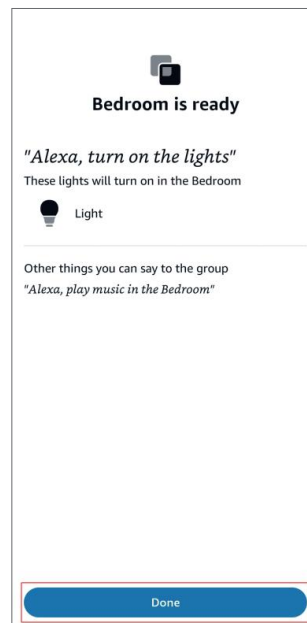 Bedroom is ready
"Alexa, turn on the lights"
These lights will turn on in the Bedroom
Light
Other things you can say to the group
"Alexa, play music in the Bedroom"
Done